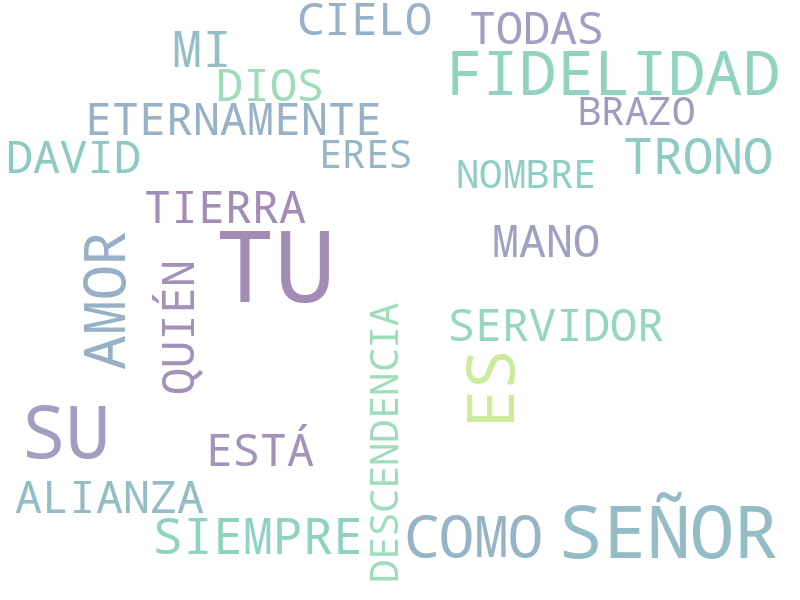 CIELO
TODAS
MI
FIDELIDAD
DIOS
BRAZO
ETERNAMENTE
DAVID
ERES
TRONO
NOMBRE
TIERRA
TU
MANO
AMOR
QUIÉN
SERVIDOR
DESCENDENCIA
ES
SU
ESTÁ
ALIANZA
SIEMPRE
COMO
SEÑOR